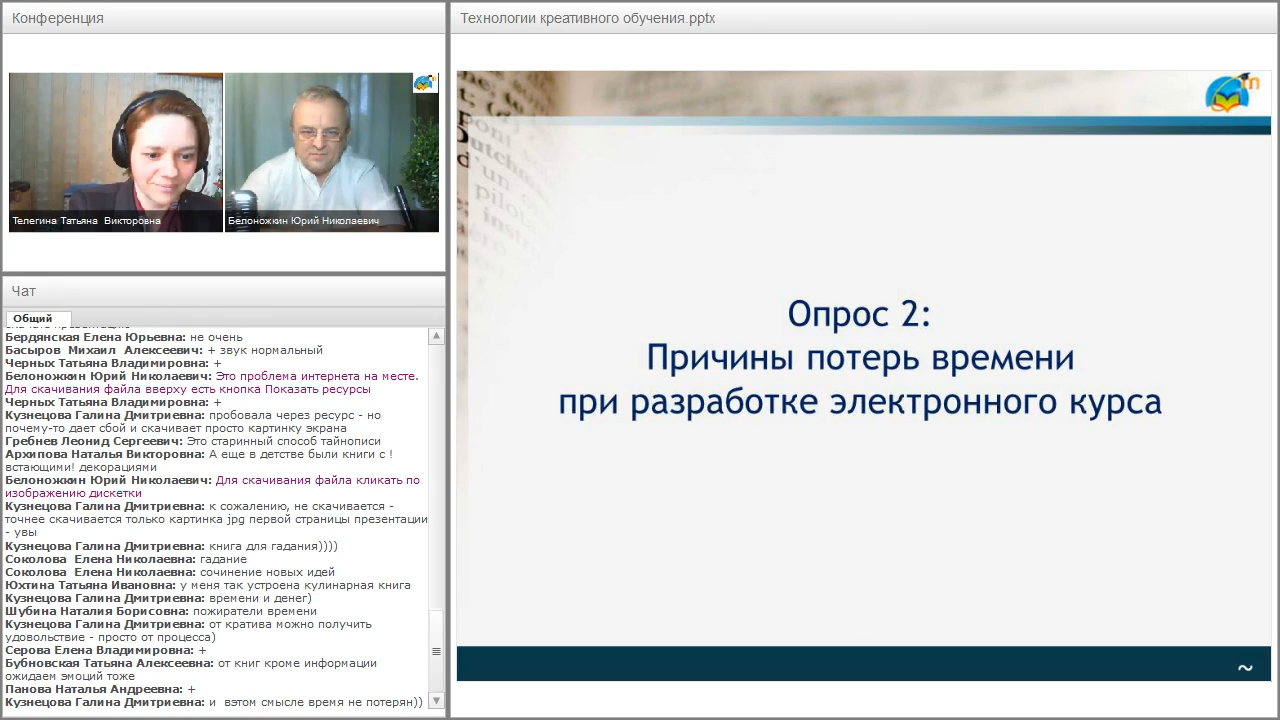 Конференция
Телегина Татьяна Викторовна
Белоножкин Юрий Николаевич
Чат
Общий
Бердянская Елена Юрьевна: не очень
Басыров Михаил Алексеевич: + звук нормальный
Черных Татьяна Владимировна: +
Белоножкин Юрий Николаевич: Это проблема интернета на месте.
Для скачивания файла вверху есть кнопка Показать ресурсы
Черных Татьяна Владимировна: +
Кузнецова Галина Дмитриевна: пробовала через ресурс - но
почему-то дает сбой и скачивает просто картинку экрана
Гребнев Леонид Сергеевич: Это старинный способ тайнописи
Архипова Наталья Викторовна: А еще в детстве были книги с !
встающими! декорациями
Белоножкин Юрий Николаевич: Для скачивания файла кликать по
изображению дискетки
Кузнецова Галина Дмитриевна: к сожалению, не скачивается -
точнее скачивается только картинка jpg первой страницы презентации
- увы
Кузнецова Галина Дмитриевна: книга для гадания))))
Соколова Елена Николаевна: гадание
Соколова Елена Николаевна: сочинение новых идей
Юхтина Татьяна Ивановна: у меня так устроена кулинарная книга
Кузнецова Галина Дмитриевна: времени и денег)
Шубина Наталия Борисовна: пожиратели времени
Кузнецова Галина Дмитриевна: от кратива можно получить
удовольствие - просто от процесса)
Серова Елена Владимировна: +
Бубновская Татьяна Алексеевна: от книг кроме информации
ожидаем эмоций тоже
Панова Наталья Андреевна: +
Кузнецова Галина Дмитриевна: и вэтом смысле время не потерян))
Технологии креативного обучения.pptx
Опрос 2:
Причины потерь времени
при разработке электронного курса
~